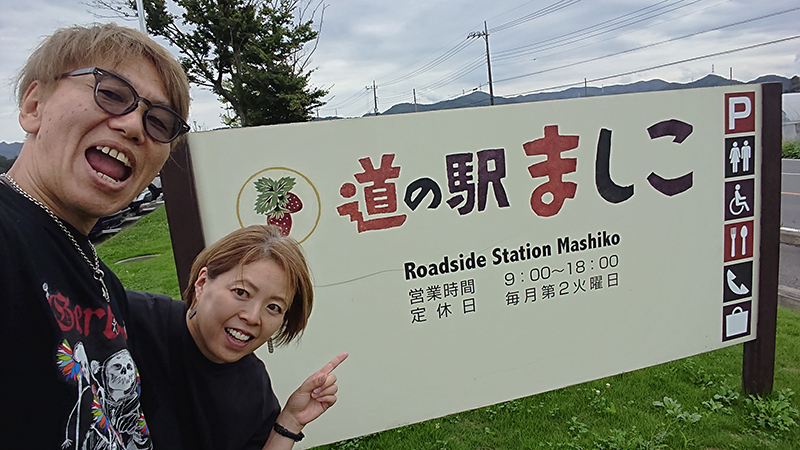 道の駅ましこ
Roadside Station Mashiko
営業時間 9：00～18：00
定休日 毎月第2火曜日
P